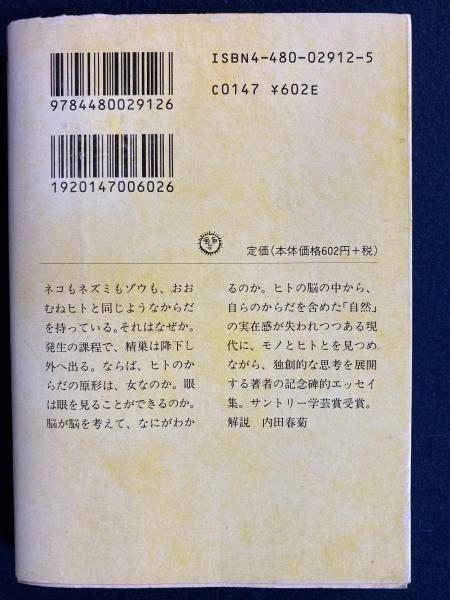 ISBN4-480-02912-5
C0147 ¥602E
9784480029126
1920147006026
定価(本体価格602円+税)
ネコもネズミもゾウも、おお
むねヒトと同じようなからだ
を持っている。それはなぜか。
発生の課程で、精巣は降下し
外へ出る。ならば、ヒトのか
らだの原形は、女なのか。眼
は眼を見ることができるのか。
脳が脳を考えて、なにがわか
るのか。ヒトの脳の中から、
自らのからだを含めた「自然」
の実在感が失われつつある現
代に、モノとヒトとを見つめ
ながら、独創的な思考を展開
する著者の記念碑的エッセイ
集。サントリー学芸賞受賞。
解説 内田春菊